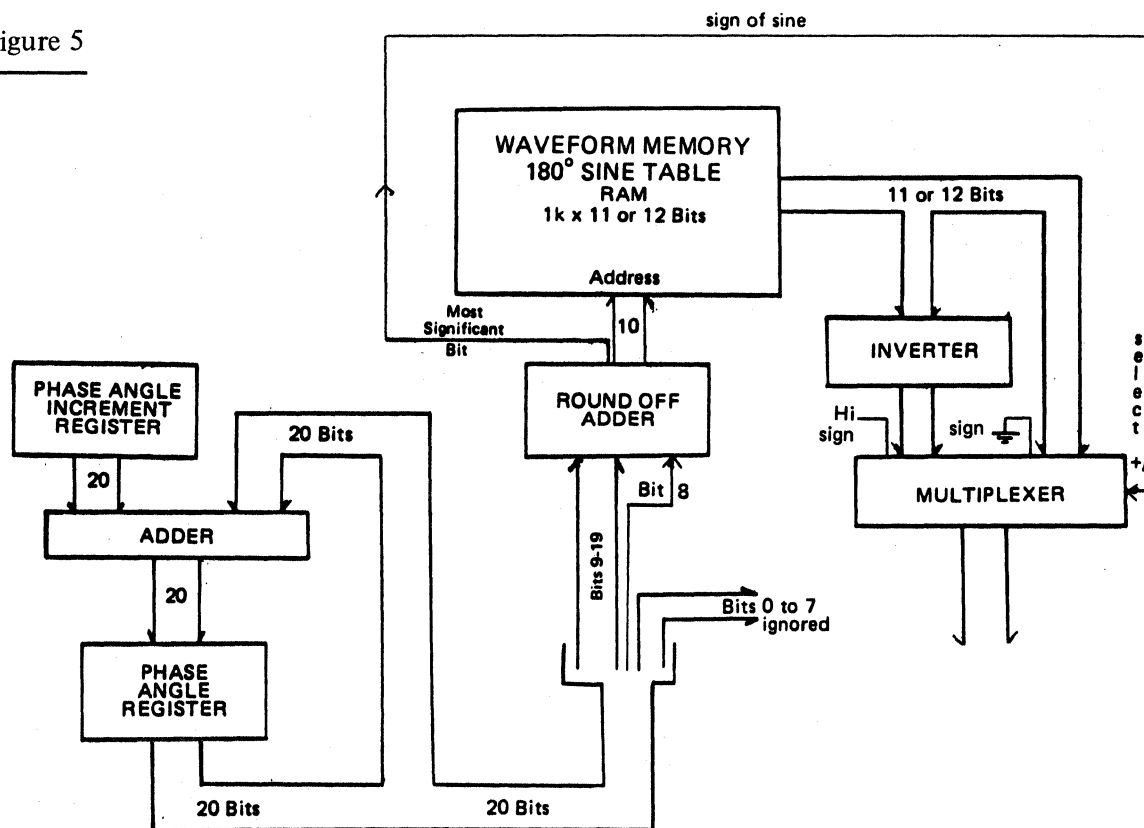 igure 5
sign of sine
WAVEFORM MEMORY
180° SINE TABLE
RAM
1k x 11 or 12 Bits
Address
11 or 12 Bits
Most
Significant
Bit
10
INVERTER
select
PHASE ANGLE
INCREMENT
REGISTER
ROUND OFF
ADDER
Hi
sign
sign
20 Bits
20
Bit 8
MULTIPLEXER
ADDER
Bits 9-19
20
Bits 0 to 7
ignored
PHASE
ANGLE
REGISTER
20 Bits
20 Bits